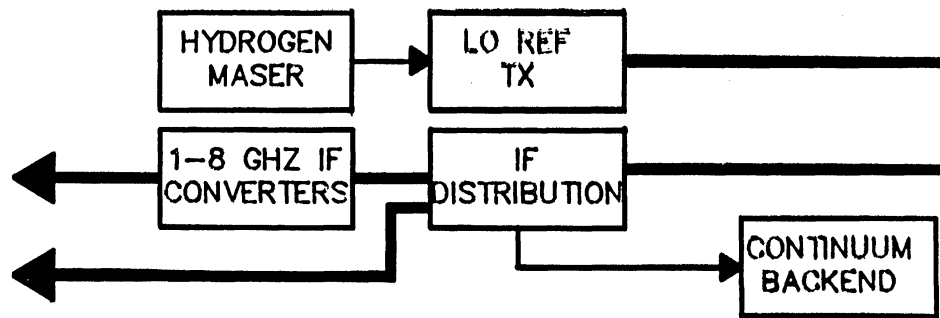 HYDROGEN
MASER
LO REF
TX
1-8 GHZ IF
CONVERTERS
IF
DISTRIBUTION
CONTINUUM
BACKEND